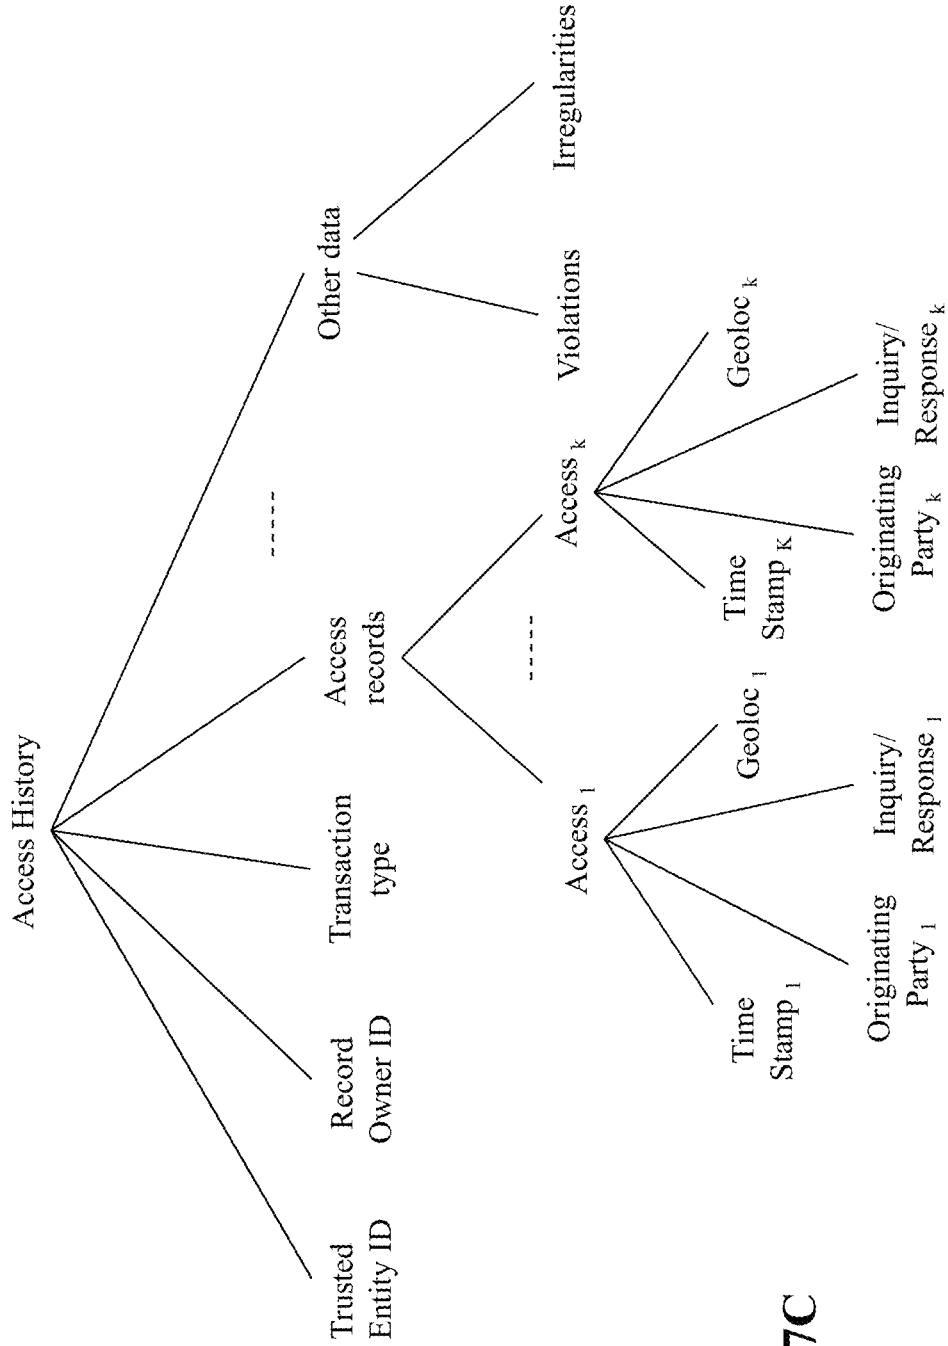 Access History
Trusted
Entity ID
Record
Owner ID
Transaction
type
Access
records
-----
Other data
Access 1
-----
Access k
Violations
Irregularities
Time
Stamp 1
Geoloc 1
Time
Stamp K
Geoloc k
Originating
Party 1
Inquiry/
Response 1
Originating
Party k
Inquiry/
Response k
7C